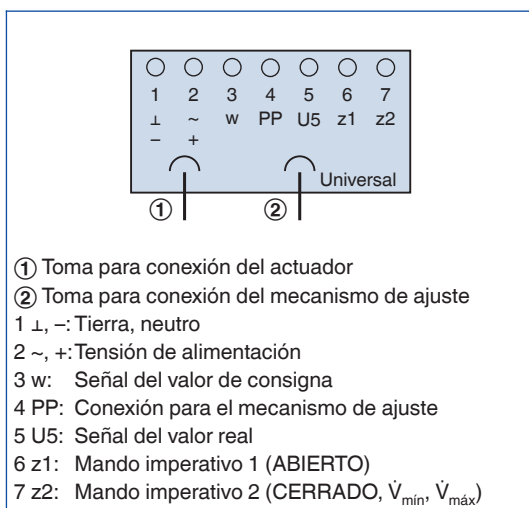 1 2 3 4 5 6 7
⊥ ~ w PP U5 z1 z2
– +
Universal
① ②
① Toma para conexión del actuador
② Toma para conexión del mecanismo de ajuste
1 ⊥, –: Tierra, neutro
2 ~, +: Tensión de alimentación
3 w: Señal del valor de consigna
4 PP: Conexión para el mecanismo de ajuste
5 U5: Señal del valor real
6 z1: Mando imperativo 1 (ABIERTO)
7 z2: Mando imperativo 2 (CERRADO, V̇mín, V̇máx)